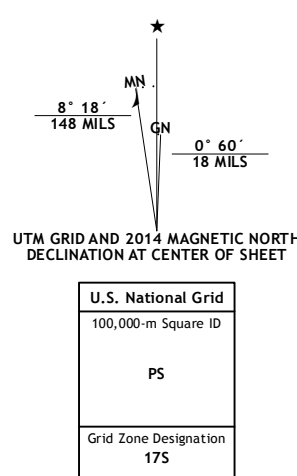 MN
8° 18´
148 MILS
GN
0° 60´
18 MILS
UTM GRID AND 2014 MAGNETIC NORTH
DECLINATION AT CENTER OF SHEET
U.S. National Grid
100,000-m Square ID
PS
Grid Zone Designation
17S